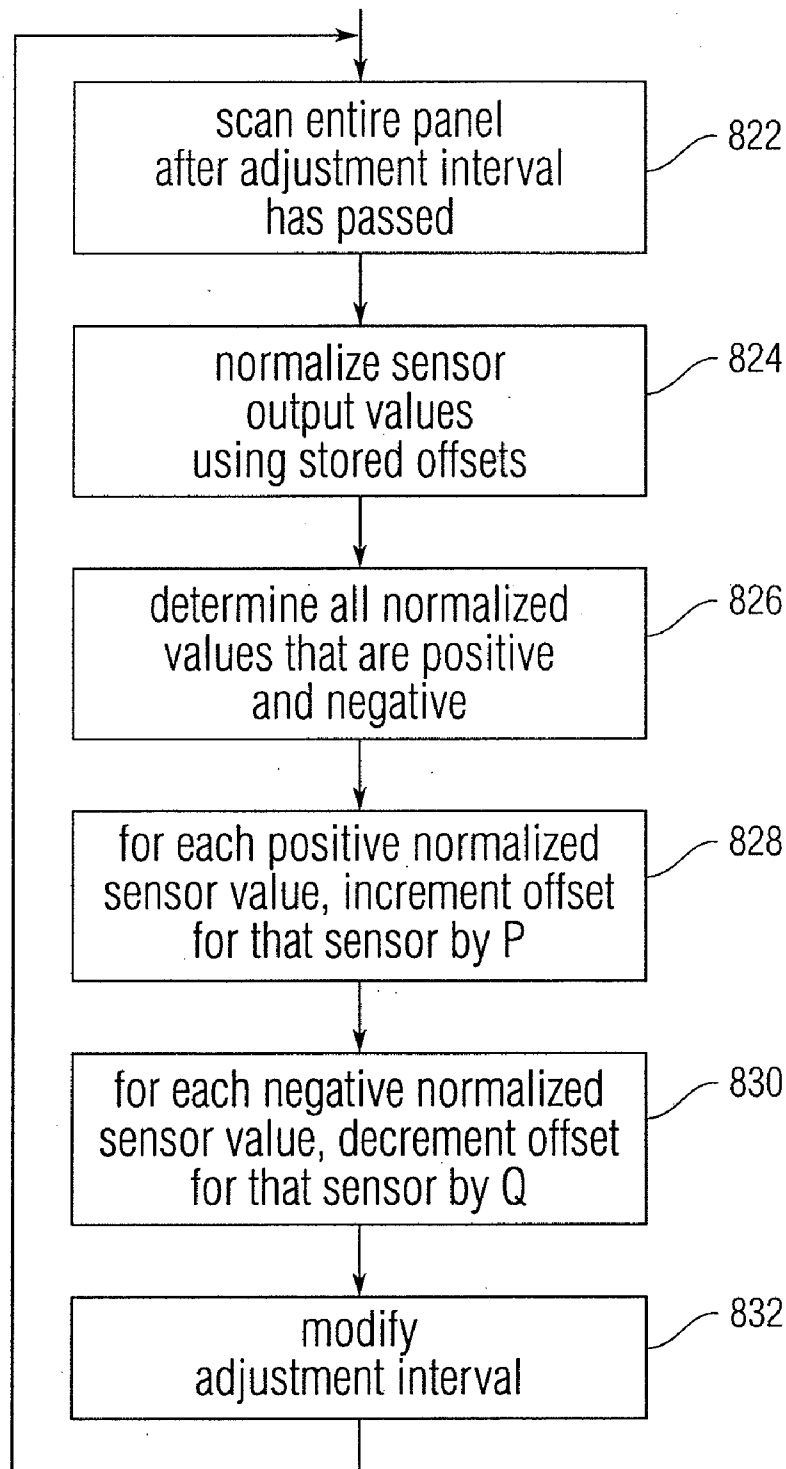 scan entire panel
after adjustment interval
has passed
822
normalize sensor
output values
using stored offsets
824
determine all normalized
values that are positive
and negative
826
for each positive normalized
sensor value, increment offset
for that sensor by P
828
for each negative normalized
sensor value, decrement offset
for that sensor by Q
830
modify
adjustment interval
832